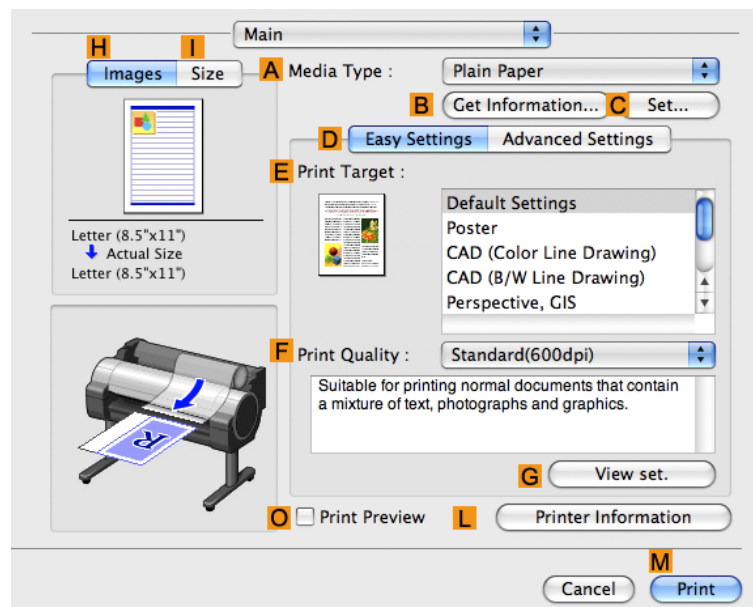 Main
H
I
Images
Size
A
Media Type :
Plain Paper
B
Get Information...
C
Set...
D
Easy Settings
Advanced Settings
E
Print Target :
Default Settings
Poster
CAD (Color Line Drawing)
CAD (B/W Line Drawing)
Perspective, GIS
Letter (8.5"x11")
Actual Size
Letter (8.5"x11")
F
Print Quality :
Standard(600dpi)
Suitable for printing normal documents that contain
a mixture of text, photographs and graphics.
R
G
View set.
O
Print Preview
L
Printer Information
M
Cancel
Print